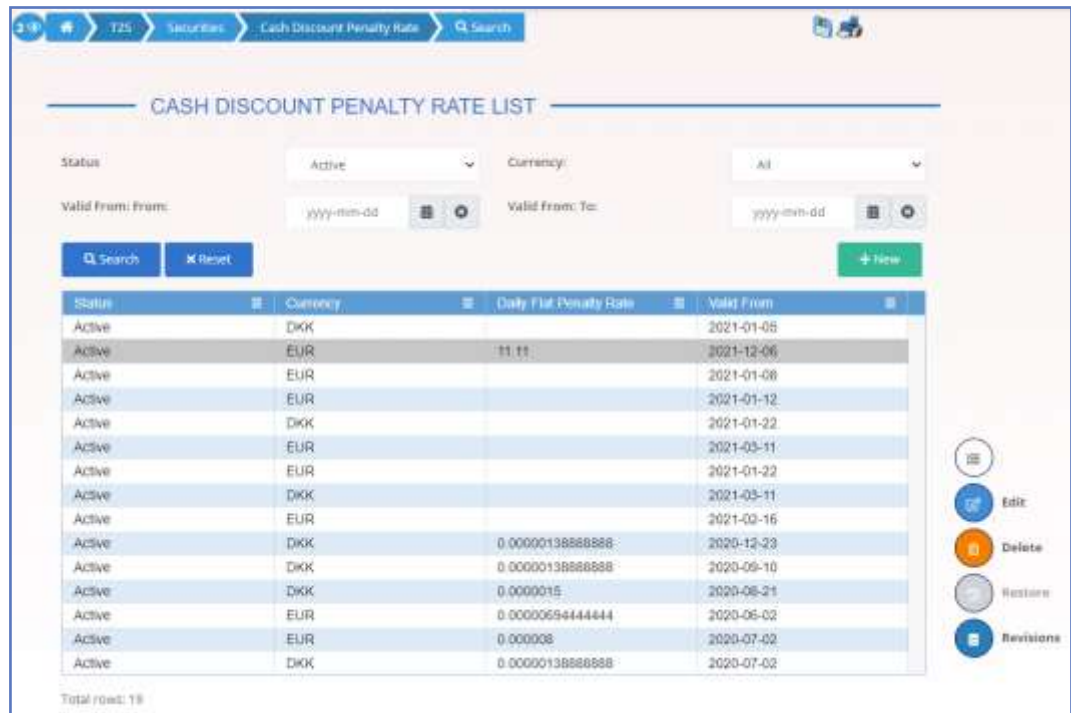 T2S Securities Cash Discount Penalty Rate Search
CASH DISCOUNT PENALTY RATE LIST
Status Active Currency: All
Valid From: From: yyyy-mm-dd Valid From: To: yyyy-mm-dd
Search Reset New
Status Currency Daily Flat Penalty Rate Valid From
Active DKK 2021-01-05
Active EUR 11.11 2021-12-06
Active EUR 2021-01-08
Active EUR 2021-01-12
Active DKK 2021-01-22
Active EUR 2021-03-11
Active EUR 2021-01-22
Active DKK 2021-03-11
Active EUR 2021-02-16
Edit
Active DKK 0.00000138888888 2020-12-23
Delete
Active DKK 0.00000138888888 2020-09-10
Active DKK 0.0000015 2020-08-21
Restore
Active EUR 0.00000694444444 2020-06-02
Active EUR 0.000008 2020-07-02
Revisions
Active DKK 0.00000138888888 2020-07-02
Total rows: 19